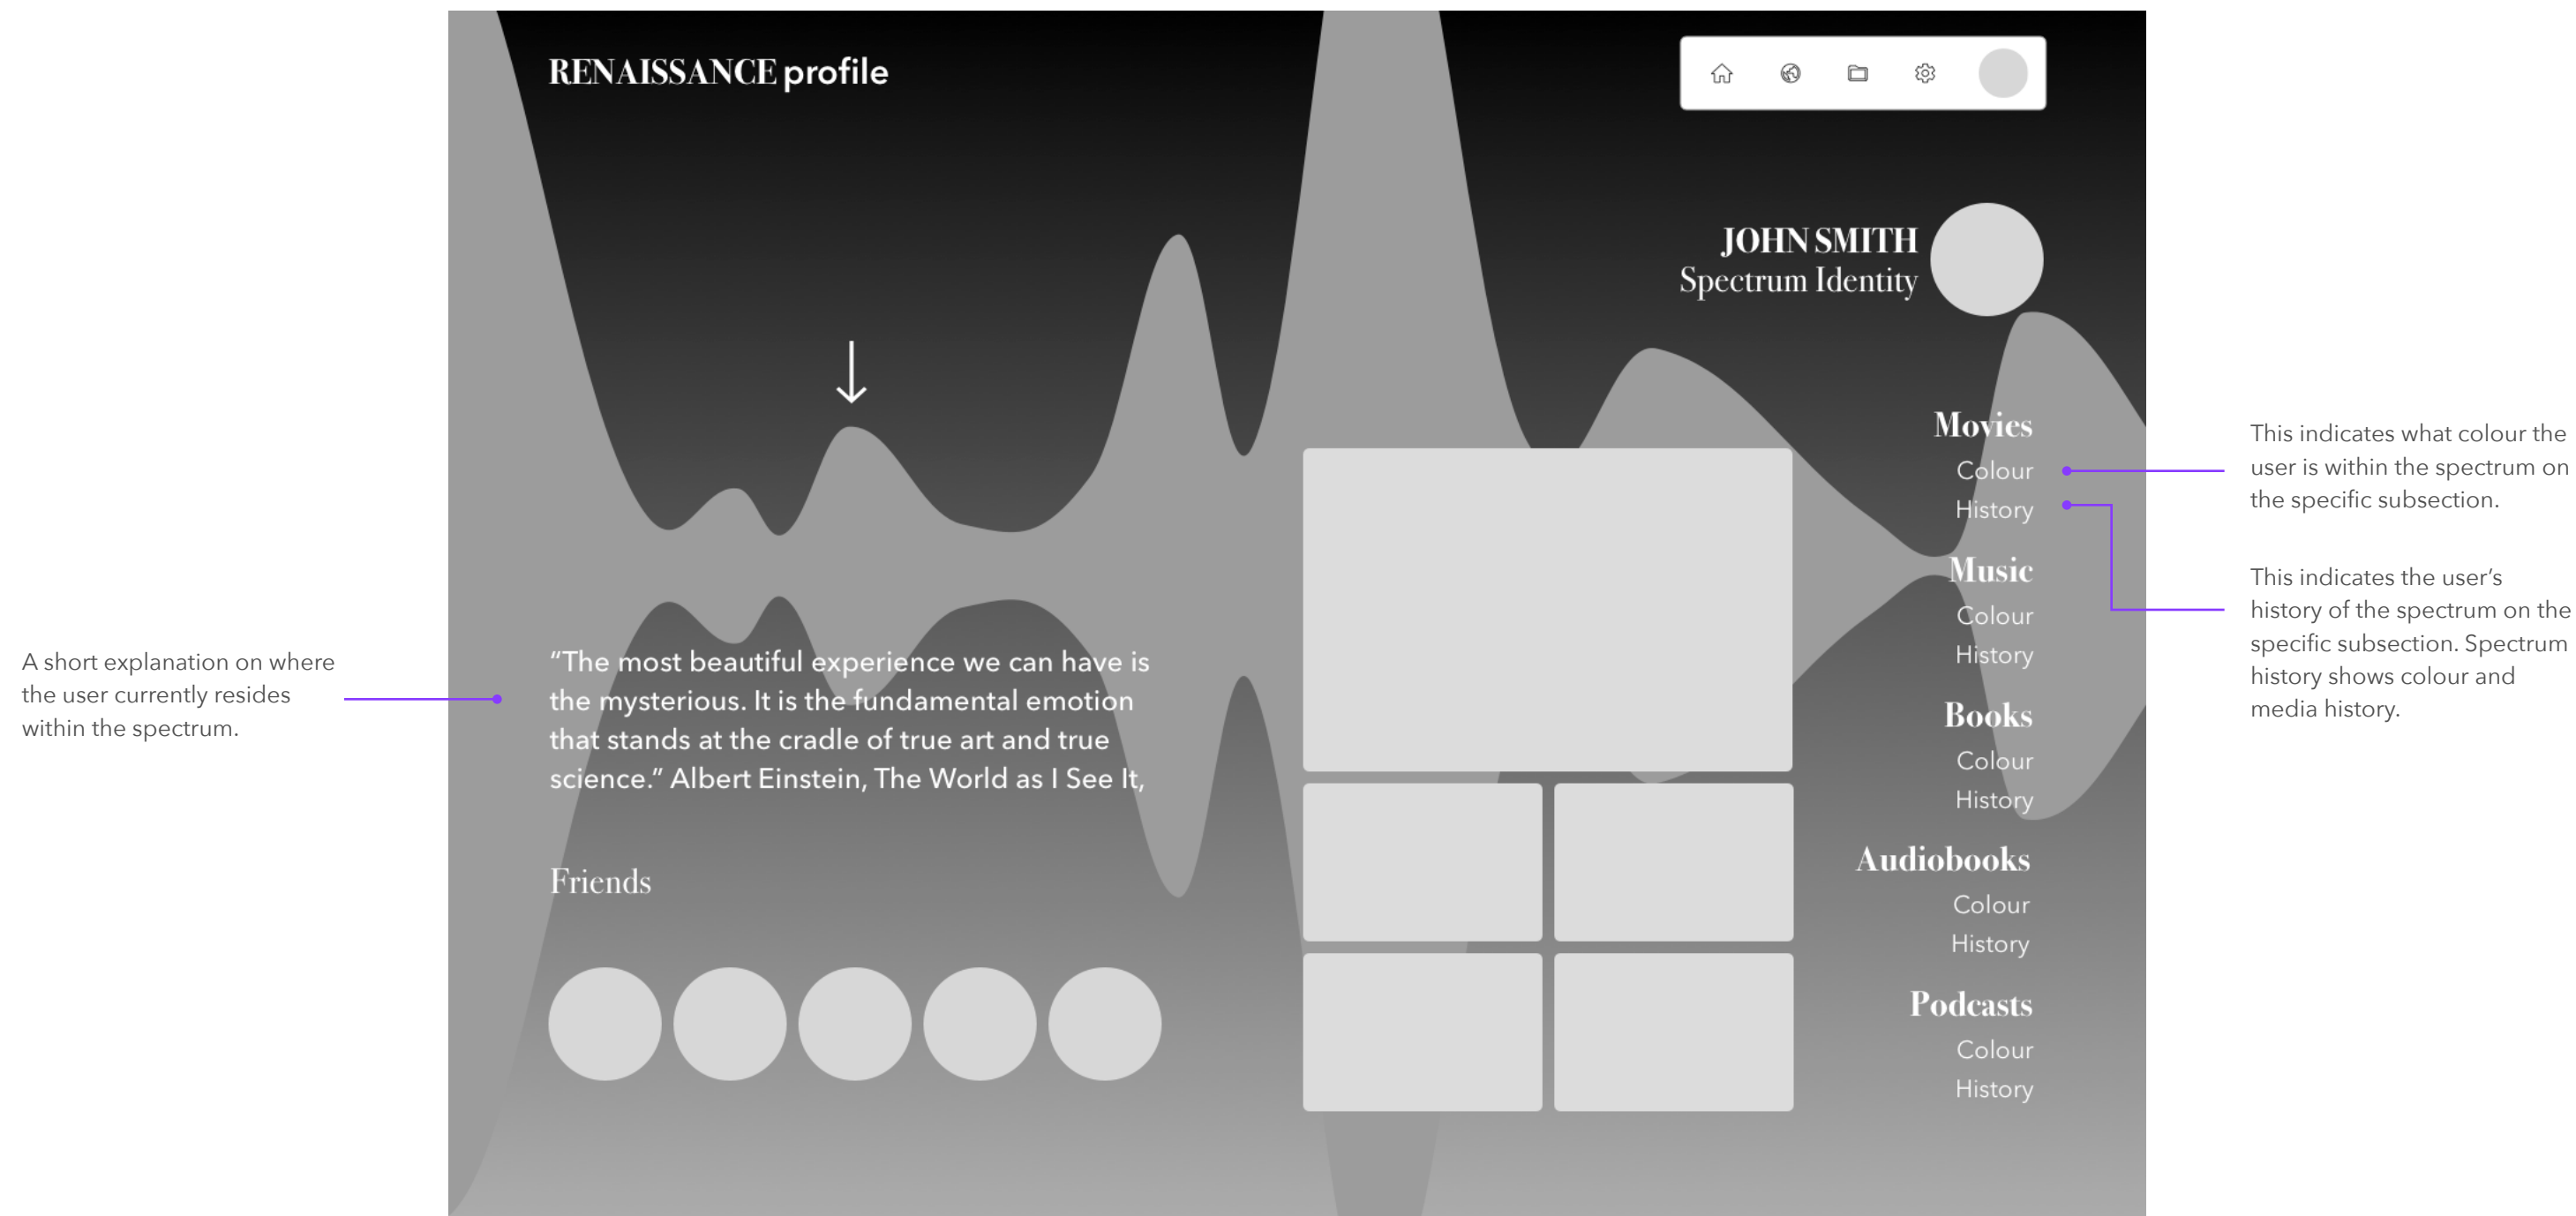 RENAISSANCE profile
JOHN SMITH
Spectrum Identity
Movies
Colour
History
Music
Colour
History
Books
Colour
History
Audiobooks
Colour
History
Podcasts
Colour
History
“The most beautiful experience we can have is
the mysterious. It is the fundamental emotion
that stands at the cradle of true art and true
science.” Albert Einstein, The World as I See It,
Friends
A short explanation on where
the user currently resides
within the spectrum.
This indicates what colour the
user is within the spectrum on
the specific subsection.
This indicates the user’s
history of the spectrum on the
specific subsection. Spectrum
history shows colour and
media history.